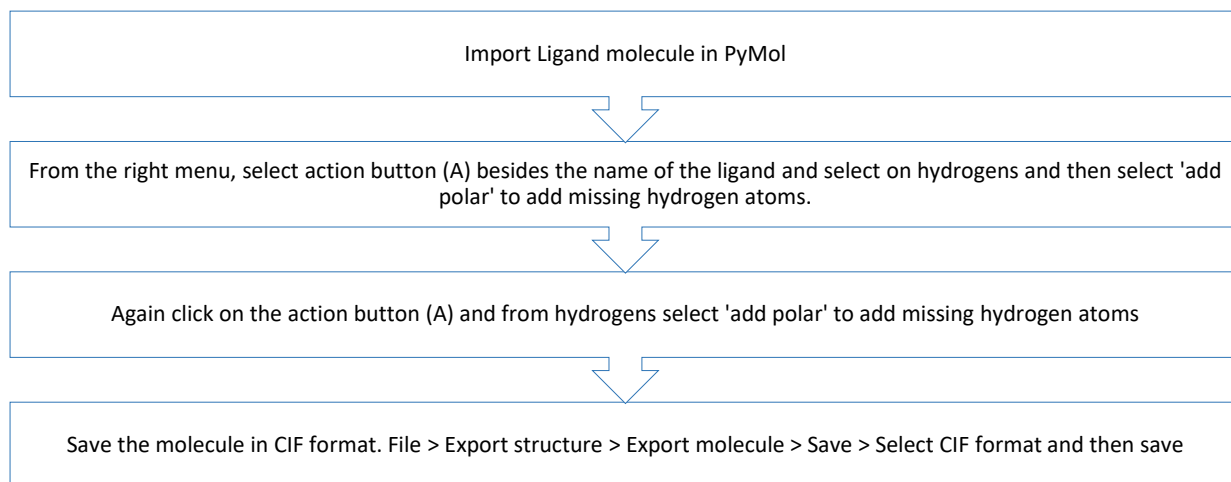 Import Ligand molecule in PyMol
From the right menu, select action button (A) besides the name of the ligand and select on hydrogens and then select 'add
polar' to add missing hydrogen atoms.
Again click on the action button (A) and from hydrogens select 'add polar' to add missing hydrogen atoms
Save the molecule in CIF format. File > Export structure > Export molecule > Save > Select CIF format and then save